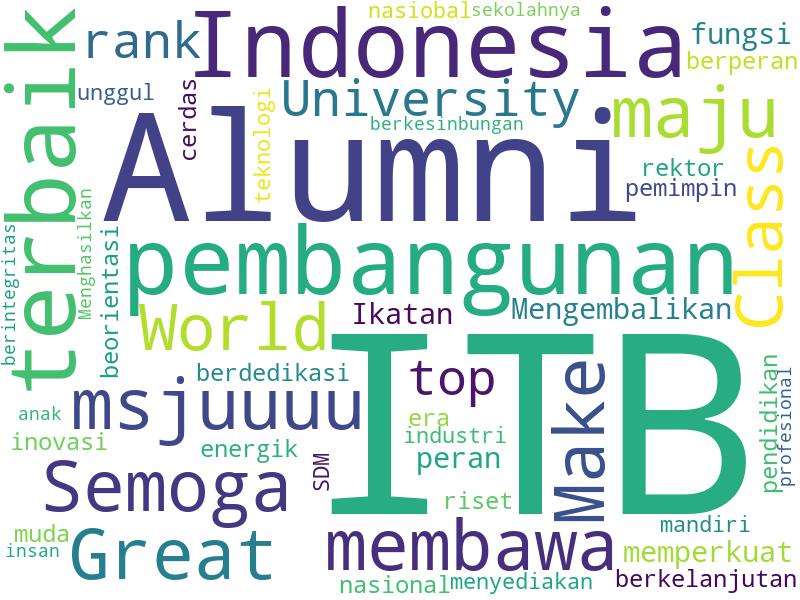 nasiobal
sekolahnya
rank
Indonesia
fungsi
berperan
terbaik
unggul
cerdas
teknologi
University
maju
berkesinbungan
Alumni
rektor
pemimpin
Class
berintegritas
Menghasilkan
beorientasi
pembangunan
World
Ikatan
Mengembalikan
ITB
berdedikasi
top
Make
msjuuuu
anak
era
industri
inovasi
energik
peran
pendidikan
profesional
Semoga
SDM
riset
muda
insan
Great
membawa
mandiri
memperkuat
nasional
menyediakan
berkelanjutan